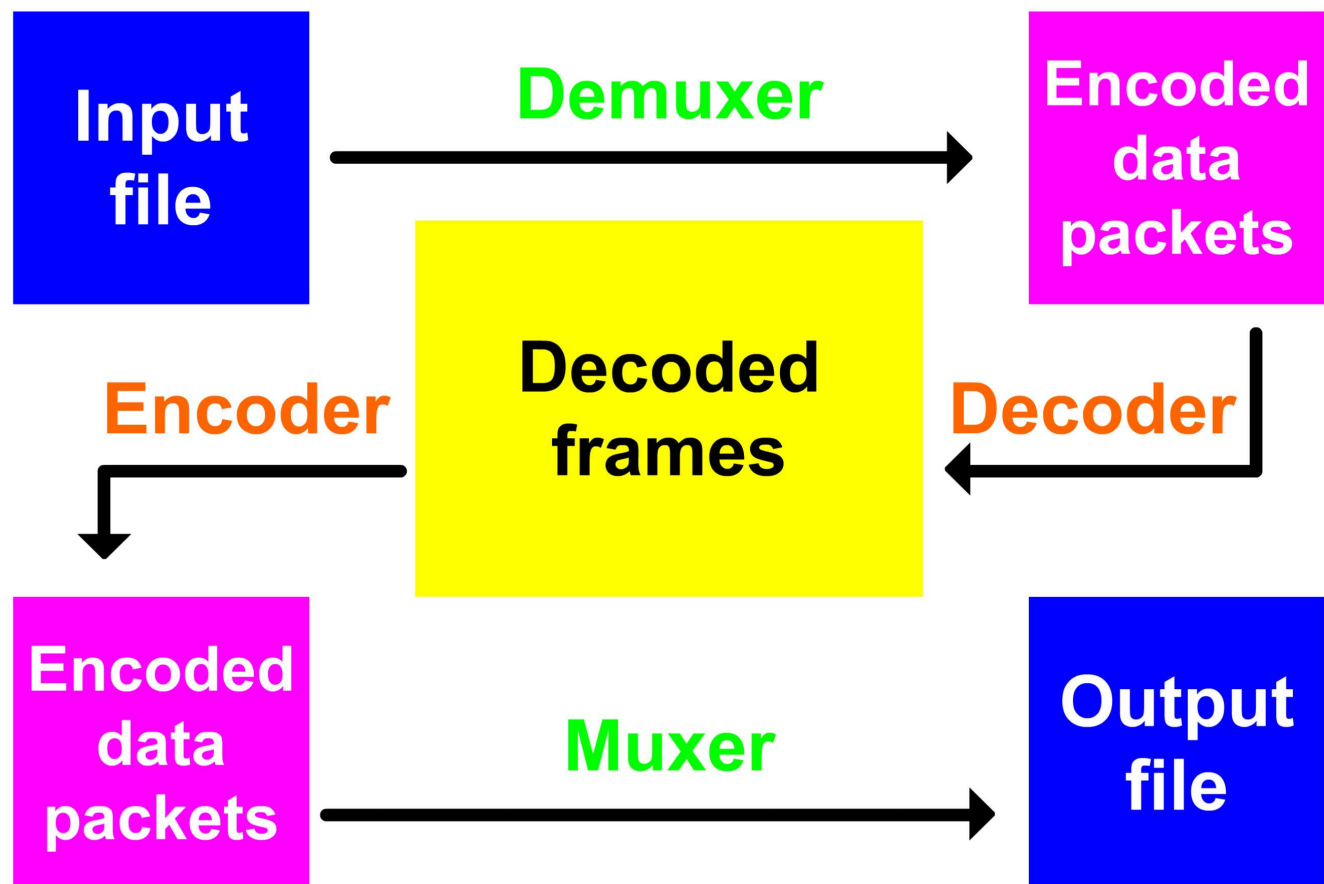 Input
file
Demuxer
Encoded
data
packets
Decoder
Decoded
frames
Encoder
Encoded
data
packets
Muxer
Output
file